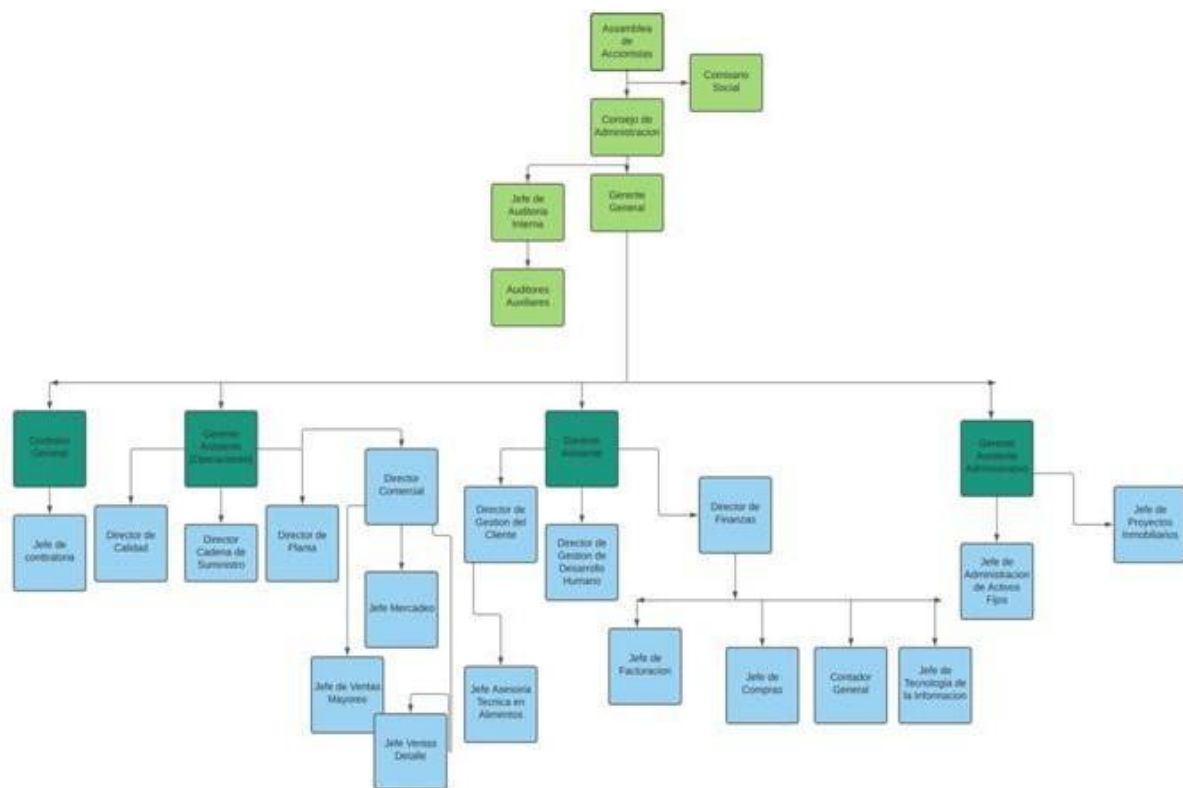 Assamblea
de
Accionistas
Comisario
Social
Consejo de
Administracion
Jefe de
Auditoria
Interna
Gerente
General
Auditores
Auxiliares
Contralor
General
Gerente
Asistente
(Operaciones)
Gerente
Asistente
Gerente
Asistente
Administrativo
Director
Comercial
Director de
Gestion del
Cliente
Director de
Finanzas
Jefe de
Proyectos
Inmobiliarios
Jefe de
contraloria
Director de
Calidad
Director
Cadena de
Suministro
Director de
Planta
Director de
Gestion de
Desarrollo
Humano
Jefe de
Administracion
de Activos
Fijos
Jefe Mercadeo
Jefe de
Facturacion
Jefe de
Compras
Contador
General
Jefe de
Tecnologia de
la Informacion
Jefe de Ventas
Mayoreo
Jefe Asesoria
Tecnica en
Alimentos
Jefe Ventas
Detalle